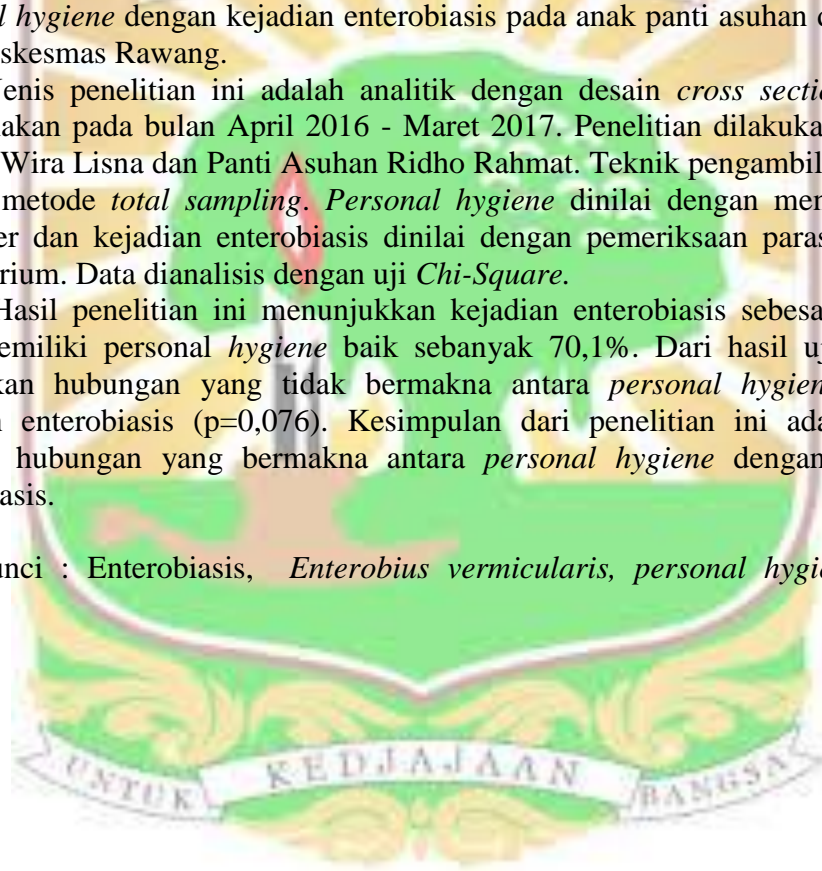 l hygiene dengan kejadian enterobiasis pada anak panti asuhan
skesmas Rawang.
enis penelitian ini adalah analitik dengan desain cross secti
akan pada bulan April 2016 - Maret 2017. Penelitian dilakuka
Wira Lisna dan Panti Asuhan Ridho Rahmat. Teknik pengambil
metode total sampling. Personal hygiene dinilai dengan men
er dan kejadian enterobiasis dinilai dengan pemeriksaan paras
rium. Data dianalisis dengan uji Chi-Square.
Hasil penelitian ini menunjukkan kejadian enterobiasis sebesa
emiliki personal hygiene baik sebanyak 70,1%. Dari hasil uj
kan hubungan yang tidak bermakna antara personal hygien
enterobiasis (p=0,076). Kesimpulan dari penelitian ini ada
hubungan yang bermakna antara personal hygiene dengan
asis.
unci : Enterobiasis, Enterobius vermicularis, personal hygi
UNTUK KEDJAJAAN BANGSA